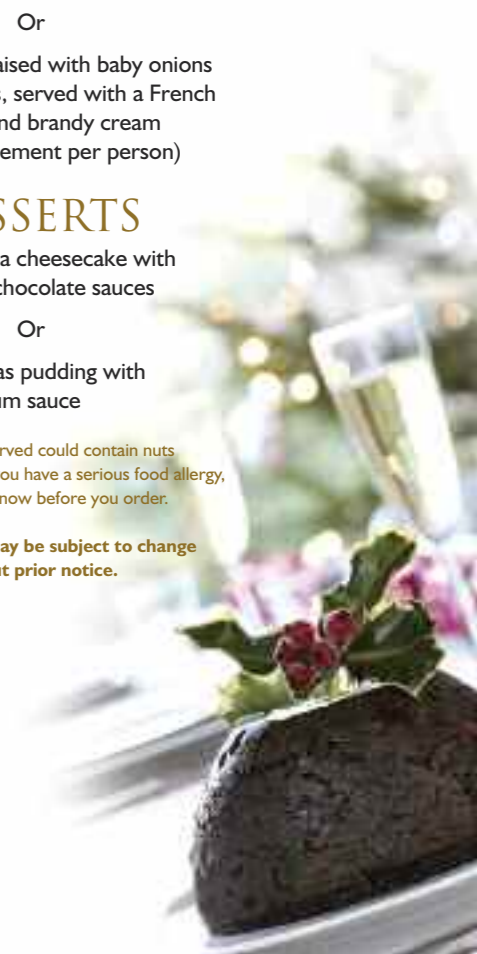 Or
aised with baby onions
, served with a French
nd brandy cream
ement per person)
SSERTS
a cheesecake with
chocolate sauces
Or
as pudding with
um sauce
rved could contain nuts
ou have a serious food allergy,
now before you order.
ay be subject to change
t prior notice.